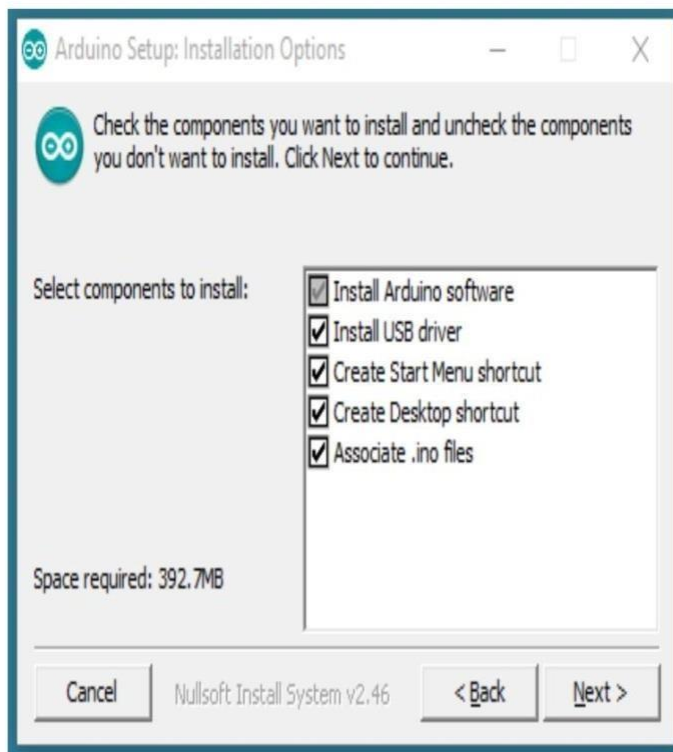 Arduino Setup: Installation Options
Check the components you want to install and uncheck the components
you don't want to install. Click Next to continue.
Select components to install:
Install Arduino software
Install USB driver
Create Start Menu shortcut
Create Desktop shortcut
Associate .ino files
Space required: 392.7MB
Cancel
Nullsoft Install System v2.46
< Back
Next >